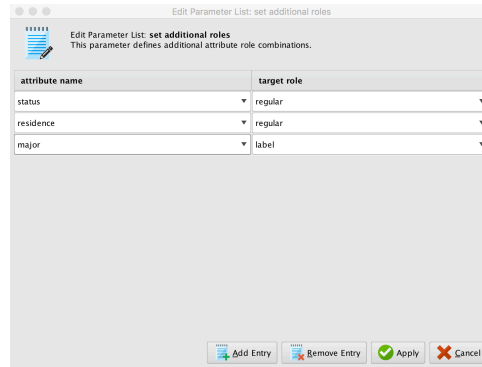 Edit Parameter List: set additional roles
Edit Parameter List: set additional roles
This parameter defines additional attribute role combinations.
attribute name target role
status regular
residence regular
major label
Add Entry Remove Entry Apply Cancel